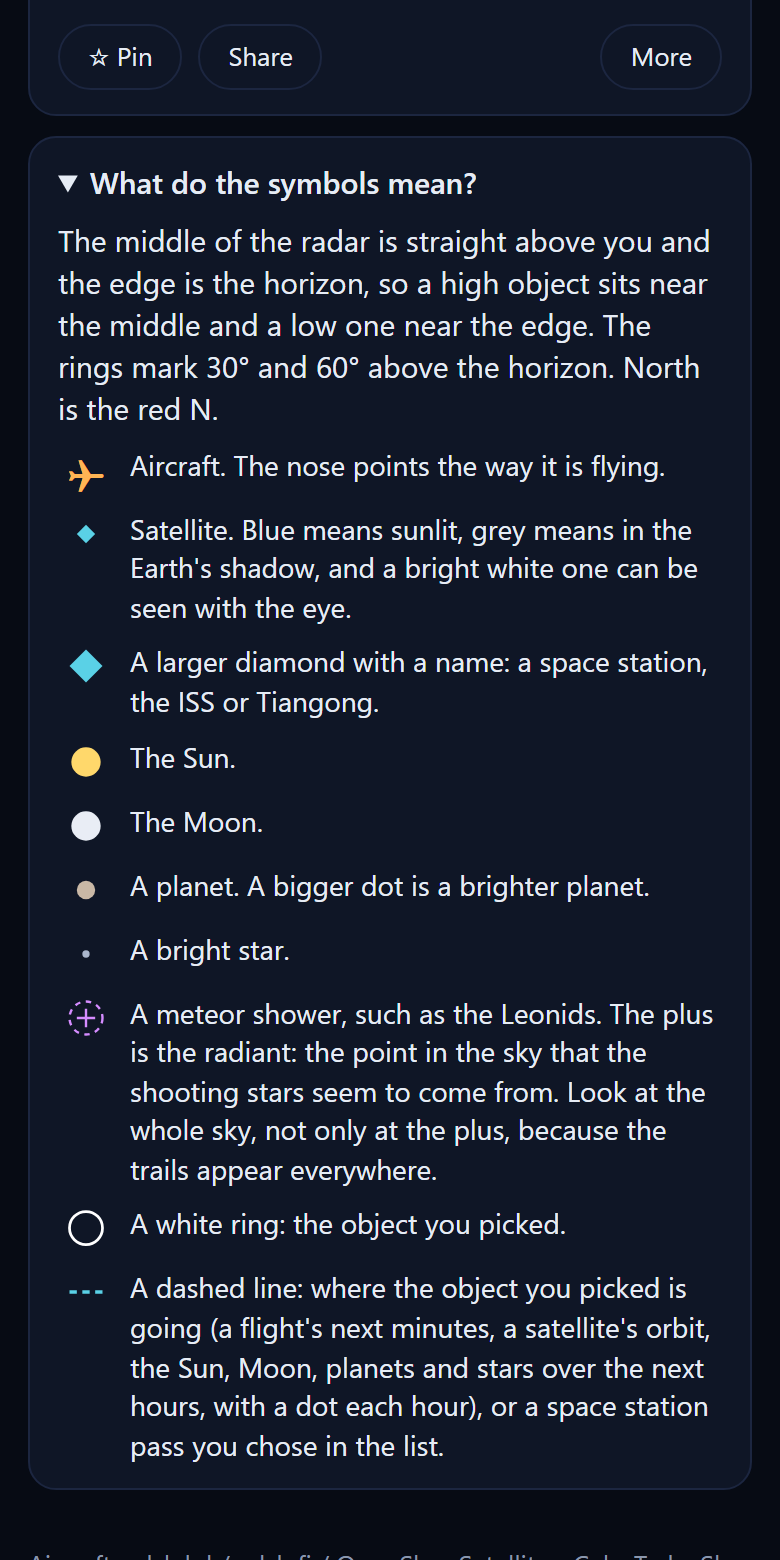 ☆ Pin
Share
More
▼ What do the symbols mean?
The middle of the radar is straight above you and
the edge is the horizon, so a high object sits near
the middle and a low one near the edge. The
rings mark 30° and 60° above the horizon. North
is the red N.
Aircraft. The nose points the way it is flying.
Satellite. Blue means sunlit, grey means in the
Earth's shadow, and a bright white one can be
seen with the eye.
A larger diamond with a name: a space station,
the ISS or Tiangong.
The Sun.
The Moon.
A planet. A bigger dot is a brighter planet.
A bright star.
A meteor shower, such as the Leonids. The plus
is the radiant: the point in the sky that the
shooting stars seem to come from. Look at the
whole sky, not only at the plus, because the
trails appear everywhere.
A white ring: the object you picked.
A dashed line: where the object you picked is
going (a flight's next minutes, a satellite's orbit,
the Sun, Moon, planets and stars over the next
hours, with a dot each hour), or a space station
pass you chose in the list.